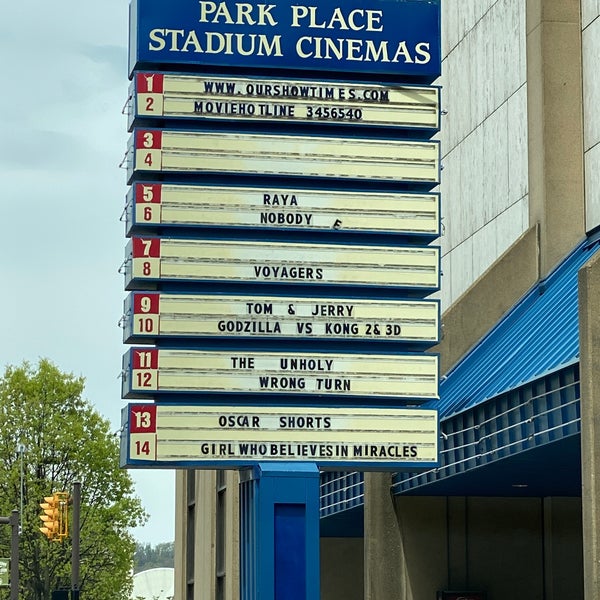 PARK PLACE
STADIUM CINEMAS
1 WWW.OURSHOWTIMES.COM
2 MOVIEHOTLINE 3456540
3
4
5 RAYA
6 NOBODY E
7
8 VOYAGERS
9 TOM & JERRY
10 GODZILLA VS KONG 2&3D
11 THE UNHOLY
12 WRONG TURN
13 OSCAR SHORTS
14 GIRL WHO BELIEVES IN MIRACLES